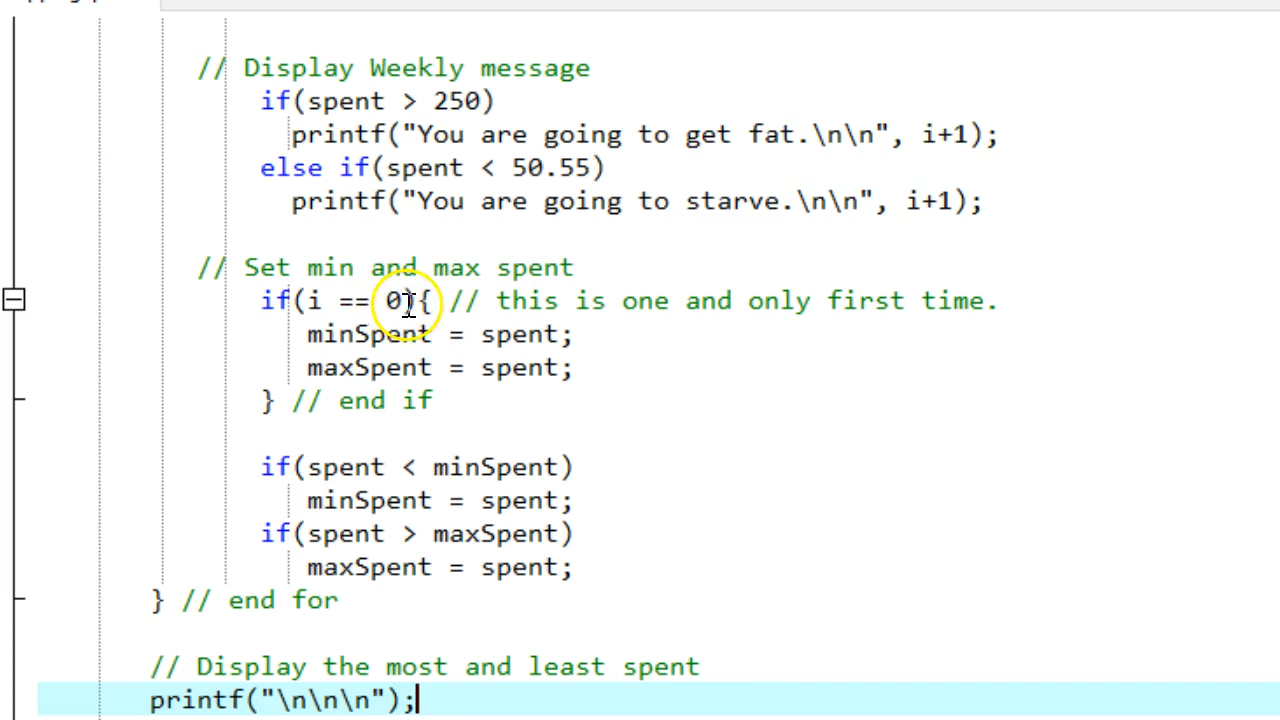 // Display Weekly message
if(spent > 250)
printf("You are going to get fat.\n\n", i+1);
else if(spent < 50.55)
printf("You are going to starve.\n\n", i+1);
// Set min and max spent
if(i == 0){ // this is one and only first time.
minSpent = spent;
maxSpent = spent;
} // end if
if(spent < minSpent)
minSpent = spent;
if(spent > maxSpent)
maxSpent = spent;
} // end for
// Display the most and least spent
printf("\n\n\n");